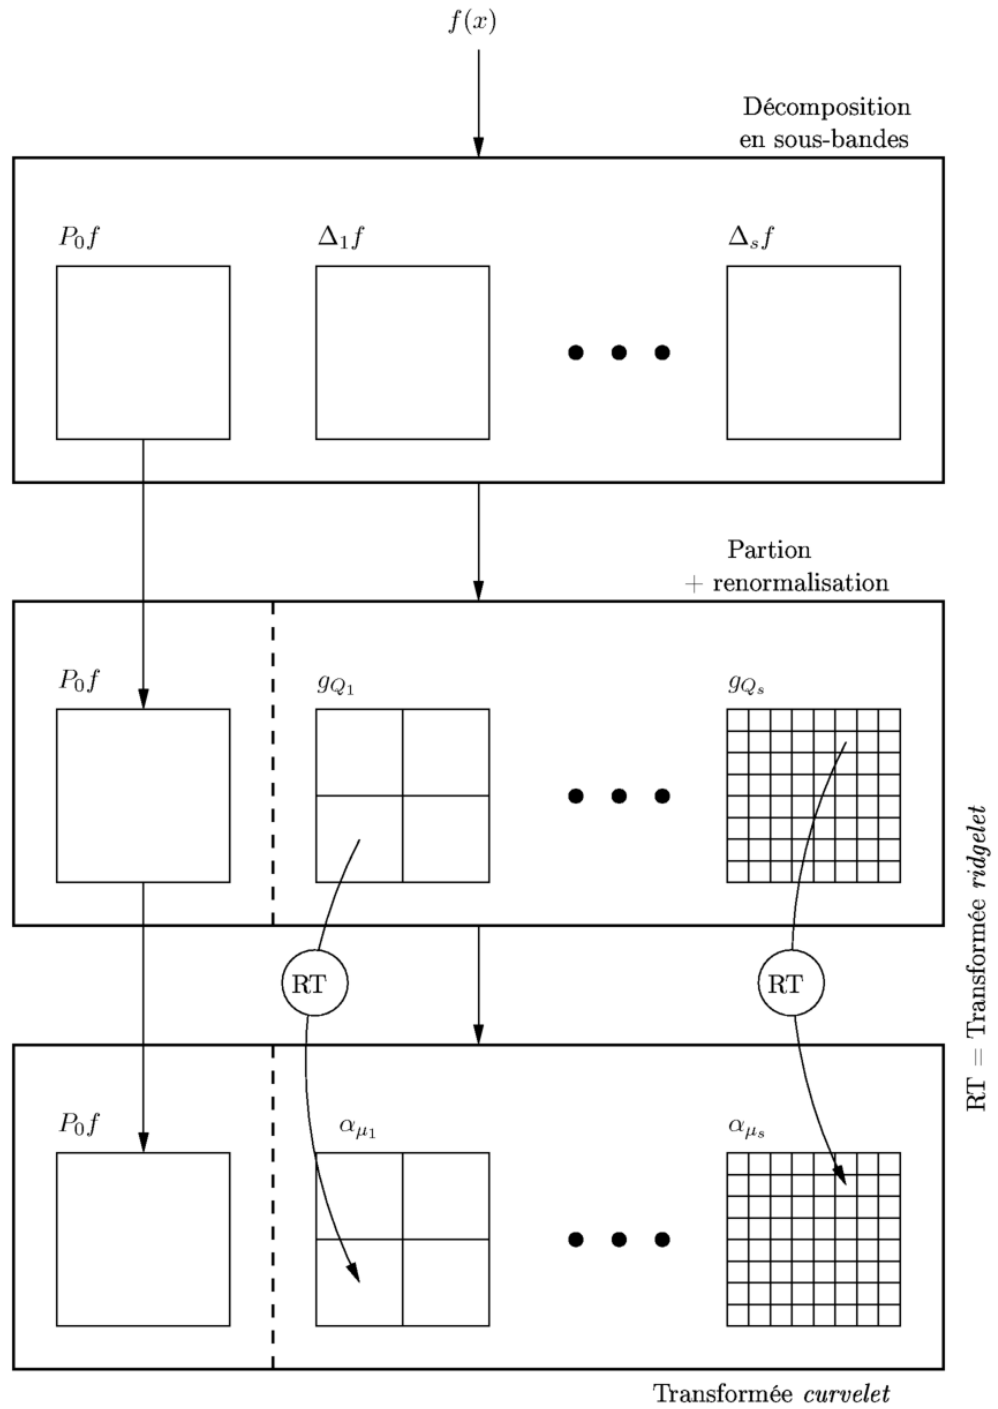 f(x)
Décomposition
en sous-bandes
P₀f
Δ₁f
Δₛf
Partion
+ renormalisation
P₀f
g_{Q₁}
g_{Qₛ}
RT
RT
RT = Transformée ridgelet
P₀f
α_{μ₁}
α_{μₛ}
Transformée curvelet